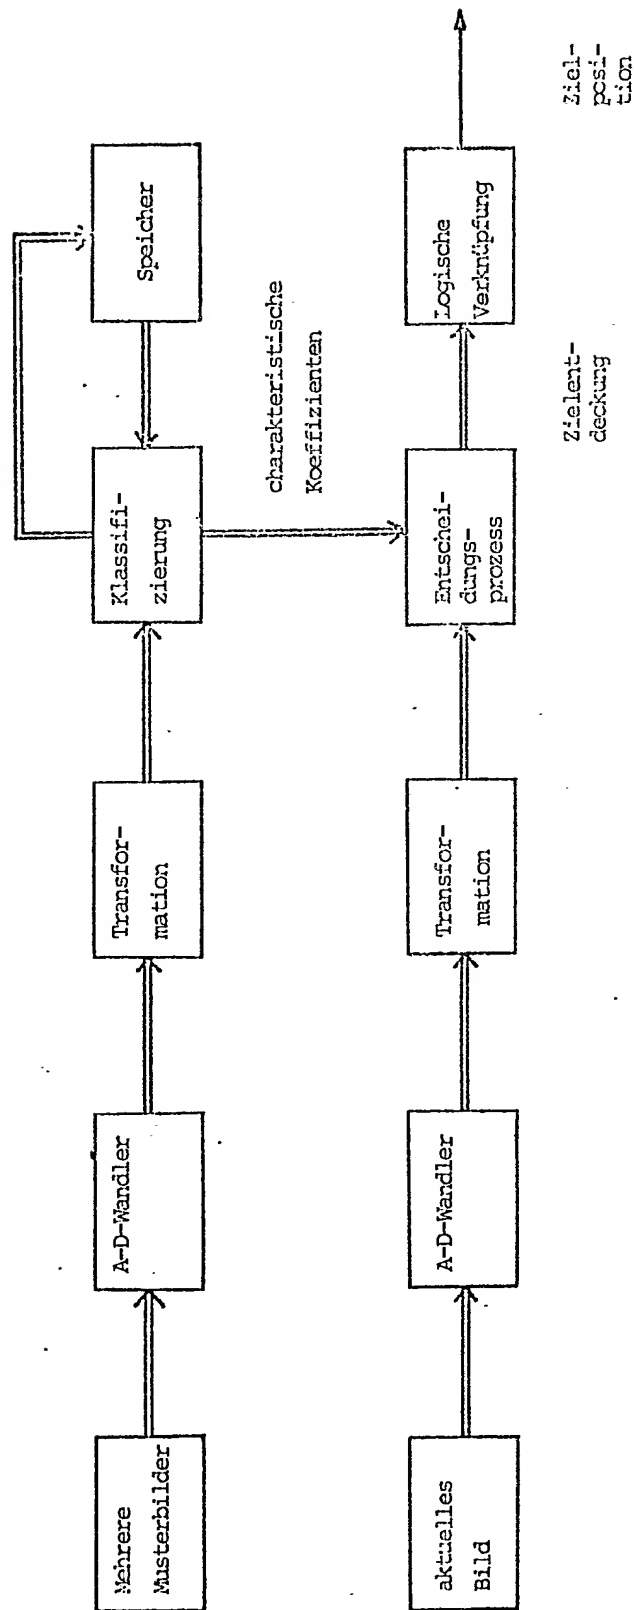 Mehrere
Musterbilder
A-D-Wandler
Transfor-
mation
Klassifi-
zierung
Speicher
charakteristische
Koeffizienten
aktuelles
Bild
A-D-Wandler
Transfor-
mation
Entschei-
dungs-
prozess
Logische
Verknüpfung
Zielent-
deckung
Ziel-
posi-
tion